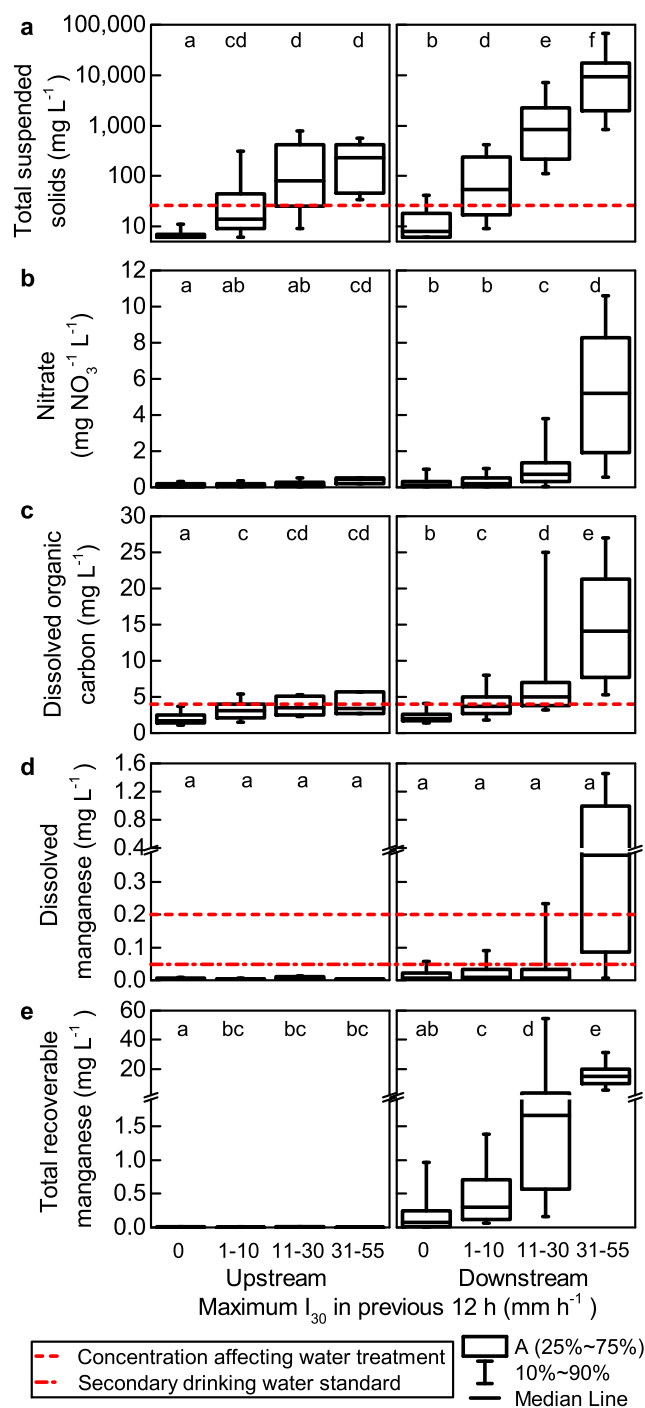 a
Total suspended
solids (mg L⁻¹)
100,000
10,000
1,000
100
10
a cd d d b d e f
b
Nitrate
(mg NO₃⁻¹ L⁻¹)
12
10
8
6
4
2
0
a ab ab cd b b c d
c
Dissolved organic
carbon (mg L⁻¹)
30
25
20
15
10
5
0
a c cd cd b c d e
d
Dissolved
manganese (mg L⁻¹)
1.6
1.2
0.8
0.4
0.3
0.2
0.1
0.0
a a a a a a a a
e
Total recoverable
manganese (mg L⁻¹)
60
40
20
1.5
1.0
0.5
0.0
a bc bc bc ab c d e
0 1-10 11-30 31-55 0 1-10 11-30 31-55
Upstream Downstream
Maximum I₃₀ in previous 12 h (mm h⁻¹)
Concentration affecting water treatment
Secondary drinking water standard
A (25%~75%)
10%~90%
Median Line